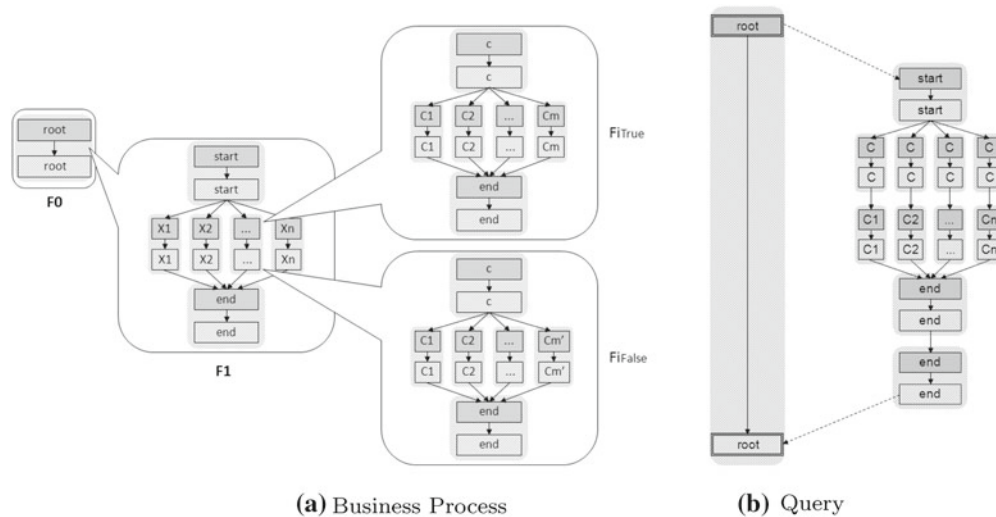 root
root
F0
start
start
X1 X2 ... Xn
X1 X2 ... Xn
end
end
F1
c
c
C1 C2 ... Cm
C1 C2 ... Cm
end
end
FiTrue
c
c
C1 C2 ... Cm'
C1 C2 ... Cm'
end
end
FiFalse
(a) Business Process
root
start
start
C C C C
C C C C
C1 C2 ... Cm
C1 C2 ... Cm
end
end
end
end
root
(b) Query